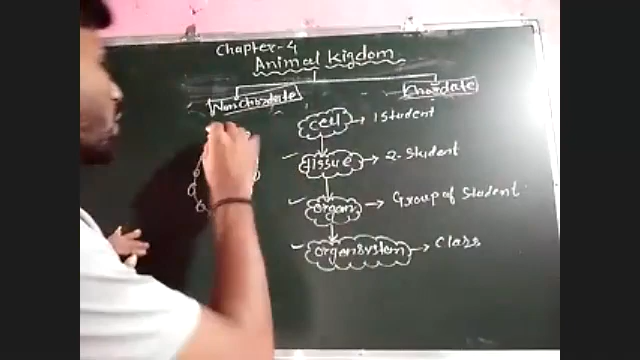 Chapter-4
Animal Kigdom
Non chordate
Chordate
Cell → 1 Student
Tissue → 2-Student
Organ → Group of Student
Organ System → Class